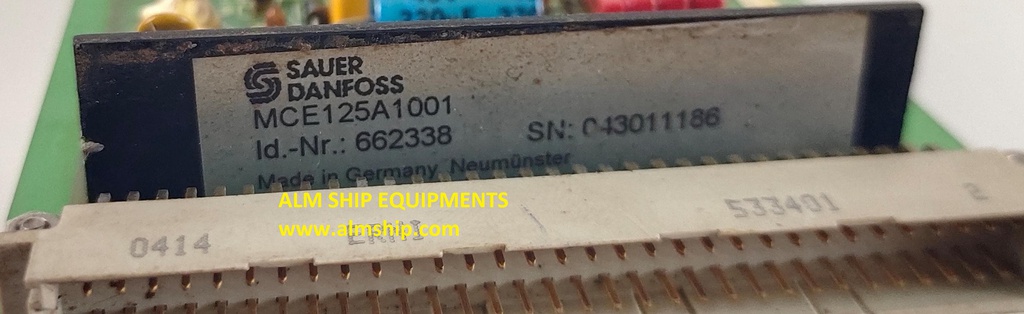 SAUER
DANFOSS
MCE125A1001
Id.-Nr.: 662338
SN: 043011186
Made in Germany Neumünster
ALM SHIP EQUIPMENTS
www.almship.com
0414
ERNI
533401
2